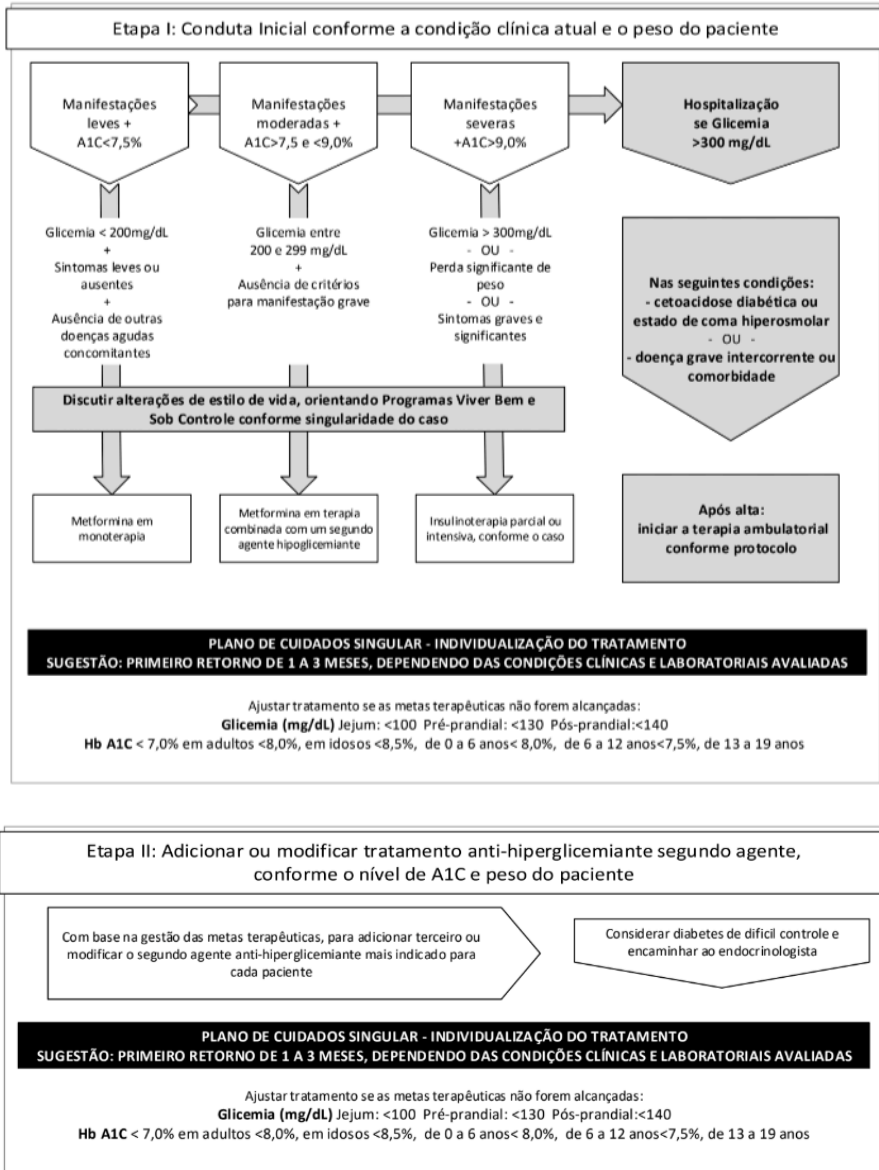 Etapa I: Conduta Inicial conforme a condição clínica atual e o peso do paciente
Manifestações
leves +
A1C<7,5%
Manifestações
moderadas +
A1C>7,5 e <9,0%
Manifestações
severas
+A1C>9,0%
Hospitalização
se Glicemia
>300 mg/dL
Glicemia < 200mg/dL
+
Sintomas leves ou
ausentes
+
Ausência de outras
doenças agudas
concomitantes
Glicemia entre
200 e 299 mg/dL
+
Ausência de critérios
para manifestação grave
Glicemia > 300mg/dL
- OU -
Perda significante de
peso
- OU -
Sintomas graves e
significantes
Nas seguintes condições:
- cetoacidose diabética ou
estado de coma hiperosmolar
- OU -
- doença grave intercorrente ou
comorbidade
Discutir alterações de estilo de vida, orientando Programas Viver Bem e
Sob Controle conforme singularidade do caso
Metformina em
monoterapia
Metformina em terapia
combinada com um segundo
agente hipoglicemiante
Insulinoterapia parcial ou
intensiva, conforme o caso
Após alta:
iniciar a terapia ambulatorial
conforme protocolo
PLANO DE CUIDADOS SINGULAR - INDIVIDUALIZAÇÃO DO TRATAMENTO
SUGESTÃO: PRIMEIRO RETORNO DE 1 A 3 MESES, DEPENDENDO DAS CONDIÇÕES CLÍNICAS E LABORATORIAIS AVALIADAS
Ajustar tratamento se as metas terapêuticas não forem alcançadas:
Glicemia (mg/dL) Jejum: <100 Pré-prandial: <130 Pós-prandial:<140
Hb A1C < 7,0% em adultos <8,0%, em idosos <8,5%, de 0 a 6 anos< 8,0%, de 6 a 12 anos<7,5%, de 13 a 19 anos
Etapa II: Adicionar ou modificar tratamento anti-hiperglicemiante segundo agente,
conforme o nível de A1C e peso do paciente
Com base na gestão das metas terapêuticas, para adicionar terceiro ou
modificar o segundo agente anti-hiperglicemiante mais indicado para
cada paciente
Considerar diabetes de dificil controle e
encaminhar ao endocrinologista
PLANO DE CUIDADOS SINGULAR - INDIVIDUALIZAÇÃO DO TRATAMENTO
SUGESTÃO: PRIMEIRO RETORNO DE 1 A 3 MESES, DEPENDENDO DAS CONDIÇÕES CLÍNICAS E LABORATORIAIS AVALIADAS
Ajustar tratamento se as metas terapêuticas não forem alcançadas:
Glicemia (mg/dL) Jejum: <100 Pré-prandial: <130 Pós-prandial:<140
Hb A1C < 7,0% em adultos <8,0%, em idosos <8,5%, de 0 a 6 anos< 8,0%, de 6 a 12 anos<7,5%, de 13 a 19 anos